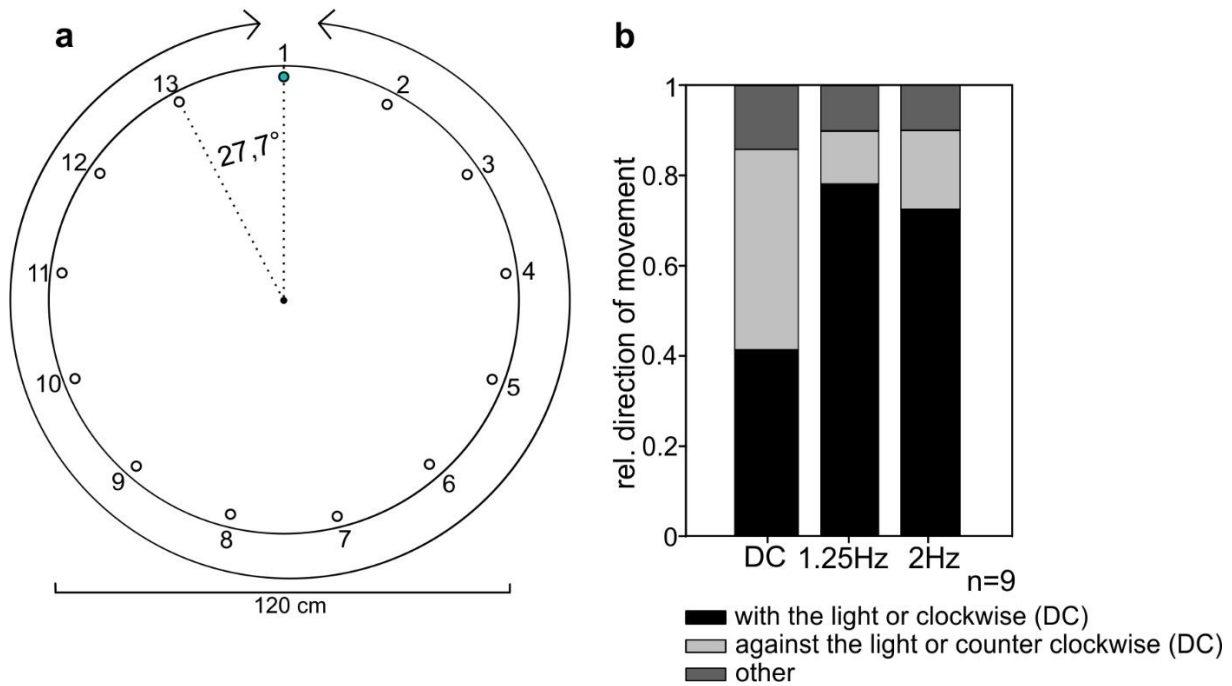 a
1
2
3
4
5
6
7
8
9
10
11
12
13
27,7°
120 cm
b
rel. direction of movement
1
0.8
0.6
0.4
0.2
0
DC 1.25Hz 2Hz
n=9
with the light or clockwise (DC)
against the light or counter clockwise (DC)
other